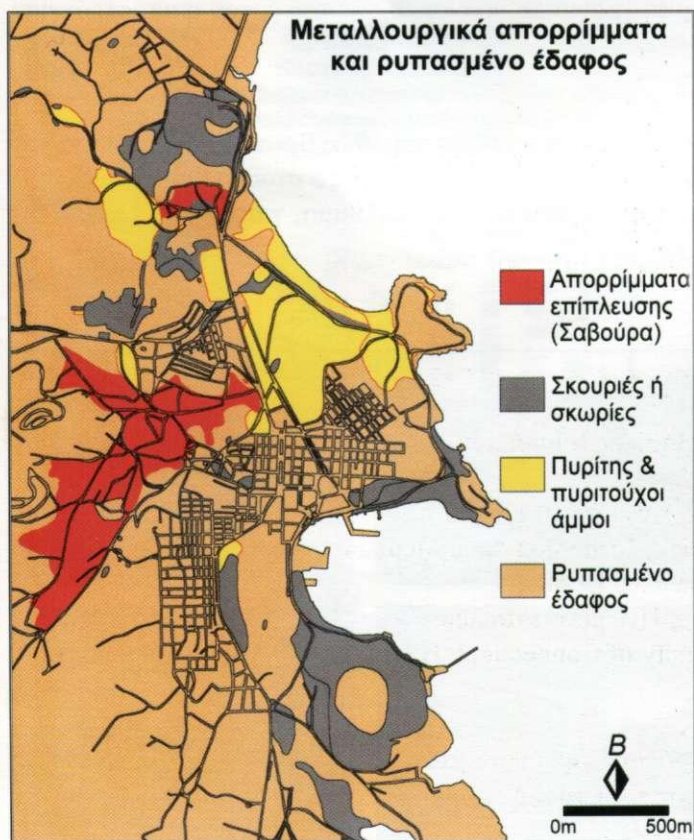 Μεταλλουργικά απορρίμματα
και ρυπασμένο έδαφος
Απορρίμματα
επίπλευσης
(Σαβούρα)
Σκουριές ή
σκωρίες
Πυρίτης &
πυριτούχοι
άμμοι
Ρυπασμένο
έδαφος
Β
0m 500m